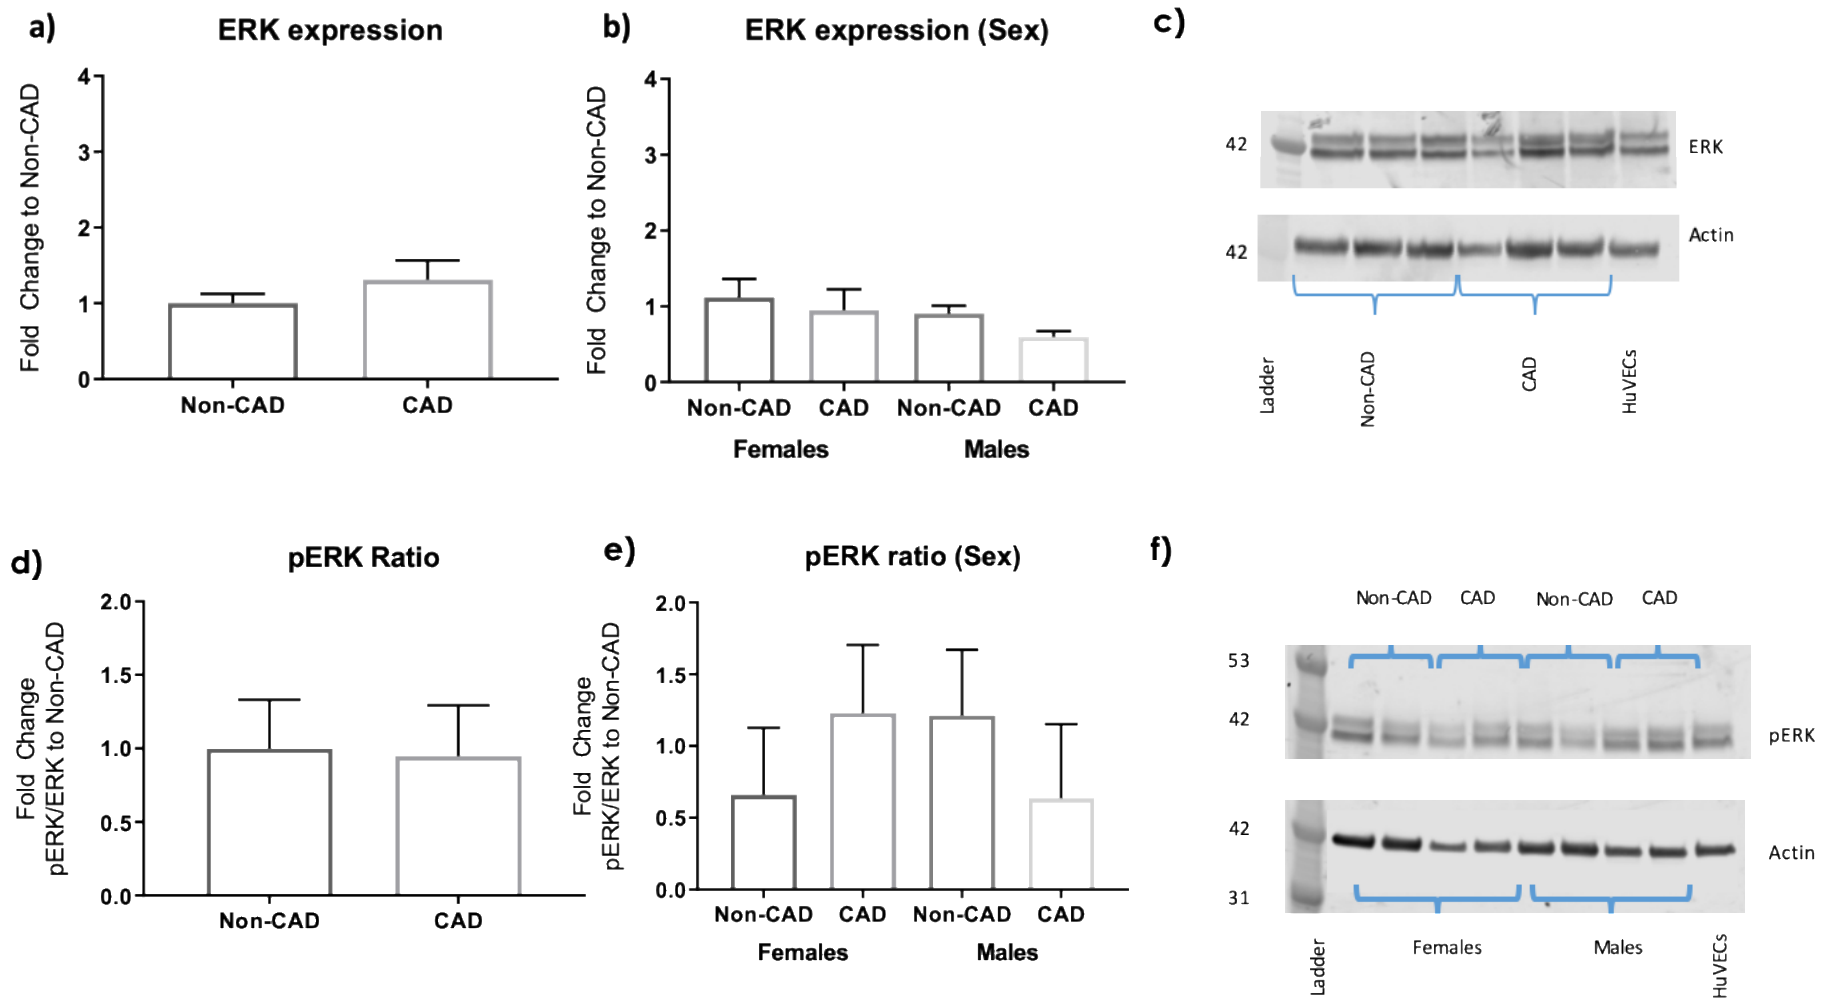 a)
ERK expression
Fold Change to Non-CAD
4
3
2
1
0
Non-CAD
CAD
b)
ERK expression (Sex)
Fold Change to Non-CAD
4
3
2
1
0
Non-CAD
CAD
Non-CAD
CAD
Females
Males
c)
42
ERK
42
Actin
Ladder
Non-CAD
CAD
HuVECs
d)
pERK Ratio
Fold Change
pERK/ERK to Non-CAD
2.0
1.5
1.0
0.5
0.0
Non-CAD
CAD
e)
pERK ratio (Sex)
Fold Change
pERK/ERK to Non-CAD
2.0
1.5
1.0
0.5
0.0
Non-CAD
CAD
Non-CAD
CAD
Females
Males
f)
Non-CAD
CAD
Non-CAD
CAD
53
42
pERK
42
Actin
31
Ladder
Females
Males
HuVECs